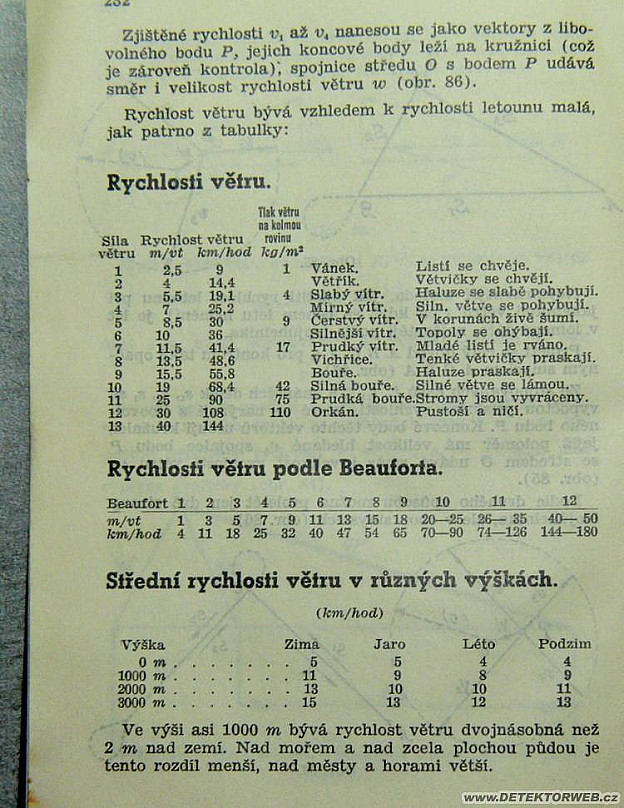 232
Zjištěné rychlosti v₁ až v₄ nanesou se jako vektory z libo-
volného bodu P, jejich koncové body leží na kružnici (což
je zároveň kontrola); spojnice středu O s bodem P udává
směr i velikost rychlosti větru w (obr. 86).
Rychlost větru bývá vzhledem k rychlosti letounu malá,
jak patrno z tabulky:
Rychlosti větru.
Síla větru Rychlost větru m/vt km/hod Tlak větru na kolmou rovinu kg/m²
1 2,5 9 1 Vánek. Listí se chvěje.
2 4 14,4 Větřík. Větvičky se chvějí.
3 5,5 19,1 4 Slabý vítr. Haluze se slabě pohybují.
4 7 25,2 Mírný vítr. Siln. větve se pohybují.
5 8,5 30 9 Čerstvý vítr. V korunách živě šumí.
6 10 36 Silnější vítr. Topoly se ohýbají.
7 11,5 41,4 17 Prudký vítr. Mladé listí je rváno.
8 13,5 48,6 Vichřice. Tenké větvičky praskají.
9 15,5 55,8 Bouře. Haluze praskají.
10 19 68,4 42 Silná bouře. Silné větve se lámou.
11 25 90 75 Prudká bouře. Stromy jsou vyvráceny.
12 30 108 110 Orkán. Pustoší a ničí.
13 40 144
Rychlosti větru podle Beauforta.
Beaufort 1 2 3 4 5 6 7 8 9 10 11 12
m/vt 1 3 5 7 9 11 13 15 18 20—25 26—35 40—50
km/hod 4 11 18 25 32 40 47 54 65 70—90 74—126 144—180
Střední rychlosti větru v různých výškách.
(km/hod)
Výška Zima Jaro Léto Podzim
0 m . . . . . . . 5 5 4 4
1000 m . . . . . . . 11 9 8 9
2000 m . . . . . . . 13 10 10 11
3000 m . . . . . . . 15 13 12 13
Ve výši asi 1000 m bývá rychlost větru dvojnásobná než
2 m nad zemí. Nad mořem a nad zcela plochou půdou je
tento rozdíl menší, nad městy a horami větší.
www.DETEKTORWEB.cz